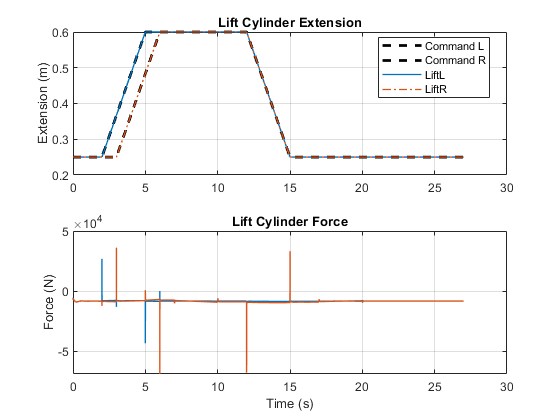 Lift Cylinder Extension
0.6
0.5
0.4
0.3
0.2
Extension (m)
Command L
Command R
LiftL
LiftR
0 5 10 15 20 25 30
Lift Cylinder Force
×10⁴
5
0
-5
Force (N)
0 5 10 15 20 25 30
Time (s)